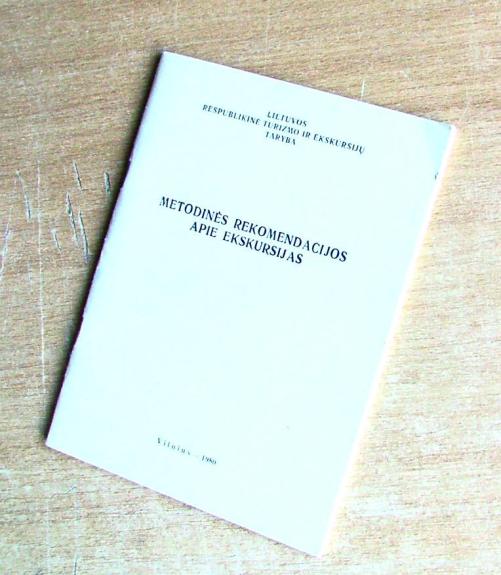 LIETUVOS
RESPUBLIKINĖ TURIZMO IR EKSKURSIJŲ
TARYBA
METODINĖS REKOMENDACIJOS
APIE EKSKURSIJAS
Vilnius — 1980